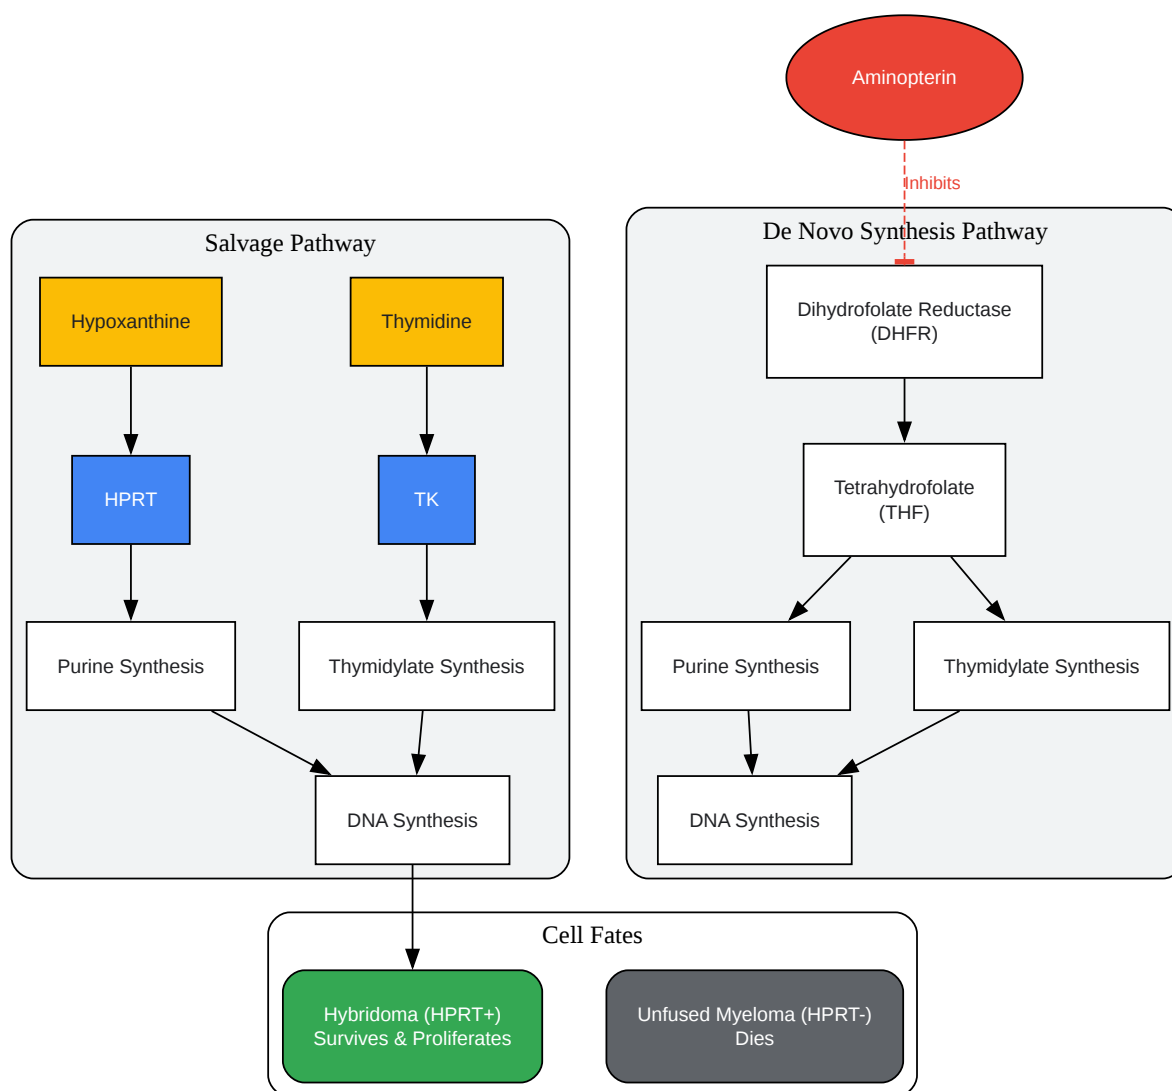 Aminopterin
Inhibits
Salvage Pathway
Hypoxanthine
Thymidine
HPRT
TK
Purine Synthesis
Thymidylate Synthesis
DNA Synthesis
De Novo Synthesis Pathway
Dihydrofolate Reductase
(DHFR)
Tetrahydrofolate
(THF)
Purine Synthesis
Thymidylate Synthesis
DNA Synthesis
Cell Fates
Hybridoma (HPRT+)
Survives & Proliferates
Unfused Myeloma (HPRT-)
Dies